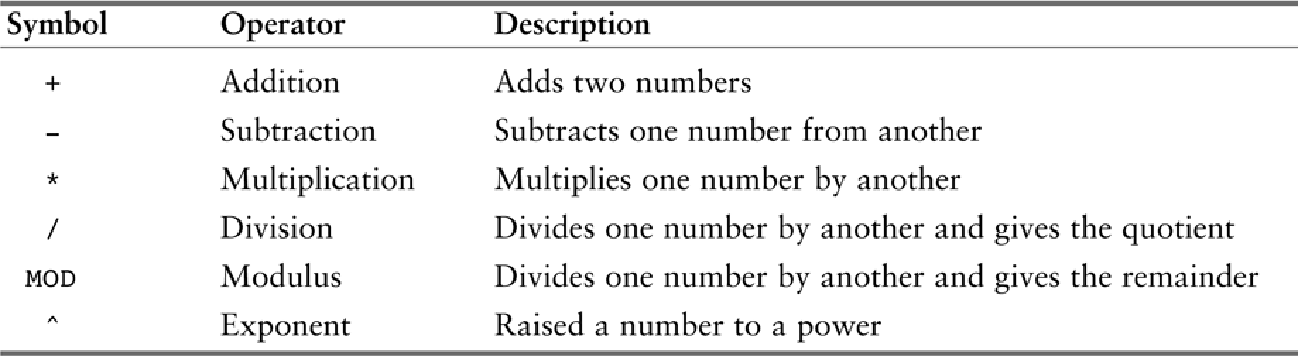 Symbol Operator Description
+ Addition Adds two numbers
– Subtraction Subtracts one number from another
* Multiplication Multiplies one number by another
/ Division Divides one number by another and gives the quotient
MOD Modulus Divides one number by another and gives the remainder
^ Exponent Raised a number to a power